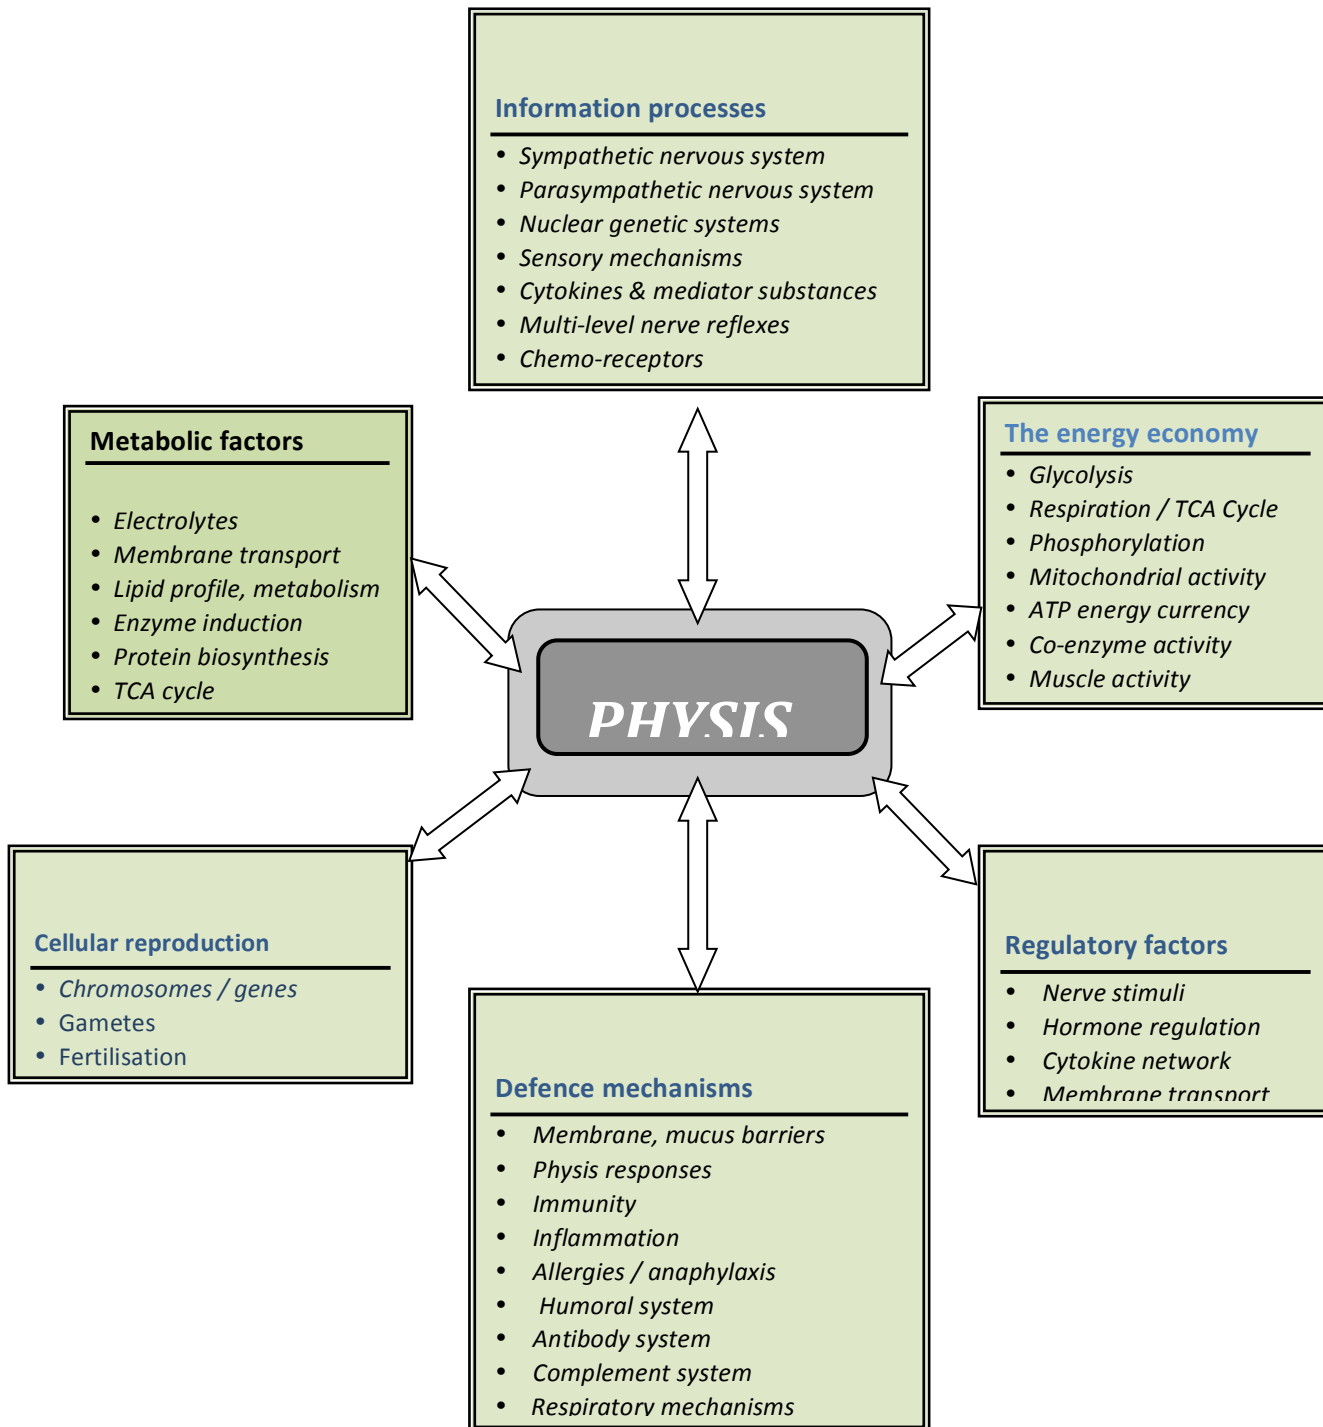 Information processes
• Sympathetic nervous system
• Parasympathetic nervous system
• Nuclear genetic systems
• Sensory mechanisms
• Cytokines & mediator substances
• Multi-level nerve reflexes
• Chemo-receptors
Metabolic factors
• Electrolytes
• Membrane transport
• Lipid profile, metabolism
• Enzyme induction
• Protein biosynthesis
• TCA cycle
The energy economy
• Glycolysis
• Respiration / TCA Cycle
• Phosphorylation
• Mitochondrial activity
• ATP energy currency
• Co-enzyme activity
• Muscle activity
PHYSIS
Cellular reproduction
• Chromosomes / genes
• Gametes
• Fertilisation
Regulatory factors
• Nerve stimuli
• Hormone regulation
• Cytokine network
• Membrane transport
Defence mechanisms
• Membrane, mucus barriers
• Physis responses
• Immunity
• Inflammation
• Allergies / anaphylaxis
• Humoral system
• Antibody system
• Complement system
• Respiratory mechanisms